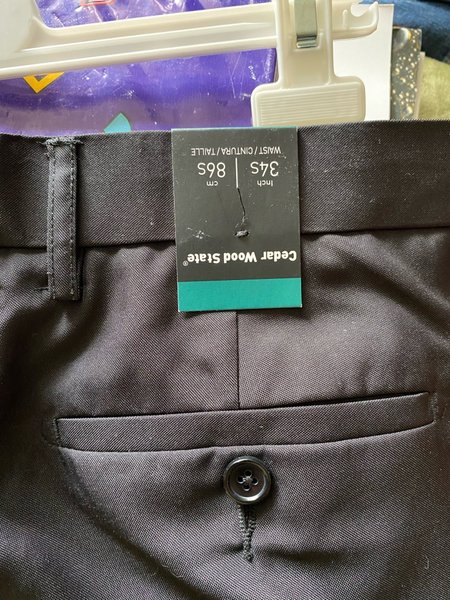 Cedar Wood State®
Inch cm
34S 86S
WAIST / CINTURA / TAILLE